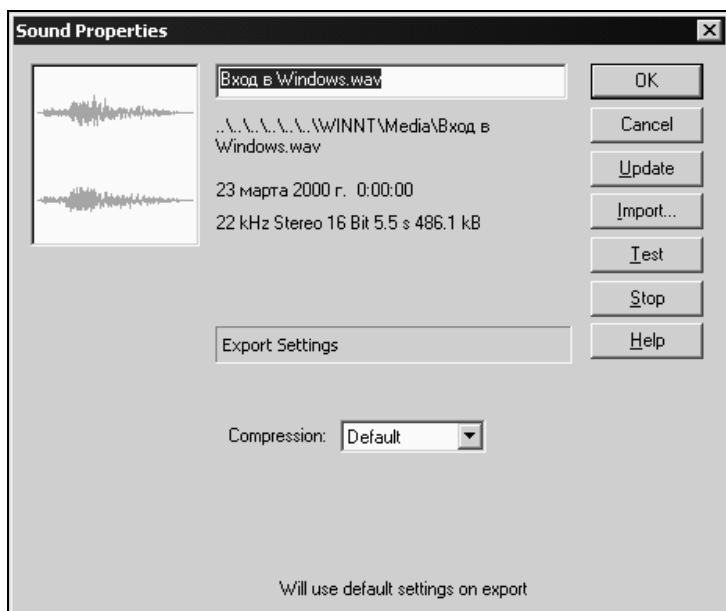 Sound Properties
Вход в Windows.wav
OK
..\..\..\..\..\..\WINNT\Media\Вход в
Windows.wav
Cancel
Update
23 марта 2000 г. 0:00:00
22 kHz Stereo 16 Bit 5.5 s 486.1 kB
Import...
Test
Stop
Export Settings
Help
Compression: Default
Will use default settings on export